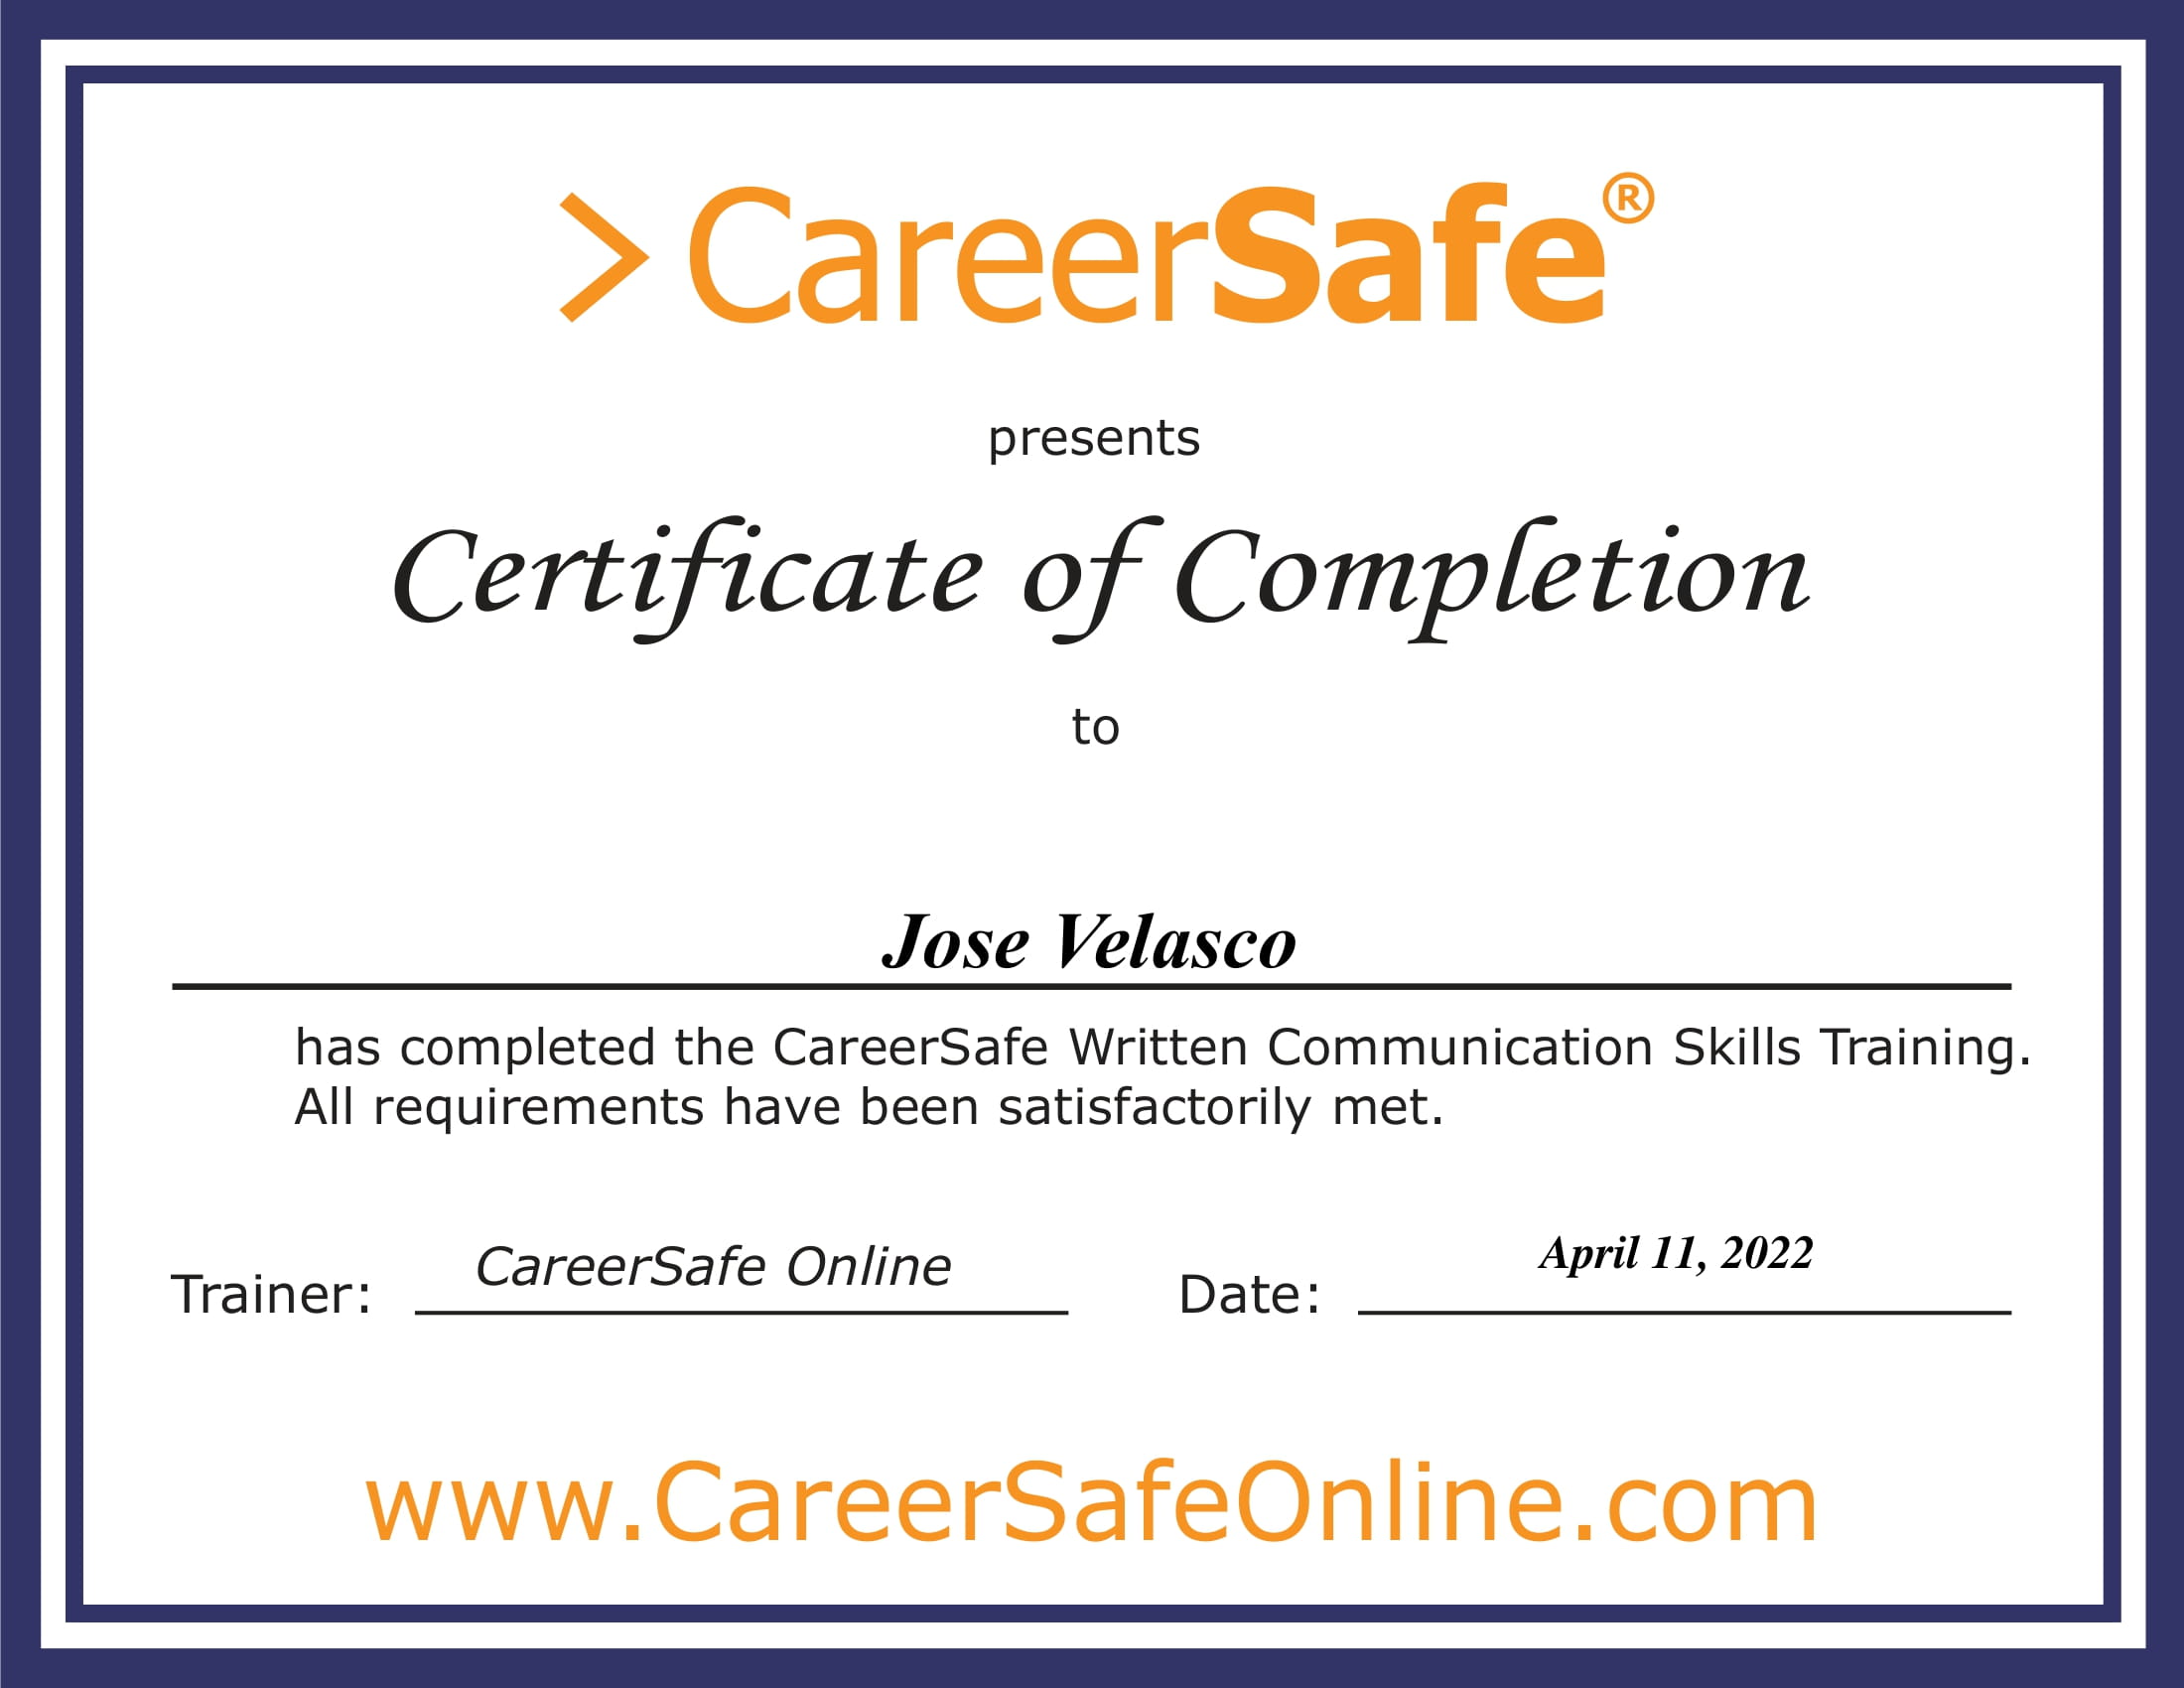 > CareerSafe®
presents
Certificate of Completion
to
Jose Velasco
has completed the CareerSafe Written Communication Skills Training.
All requirements have been satisfactorily met.
Trainer: CareerSafe Online Date: April 11, 2022
www.CareerSafeOnline.com